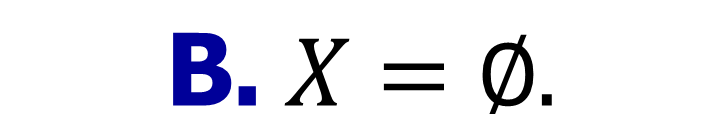 B. X = ∅.